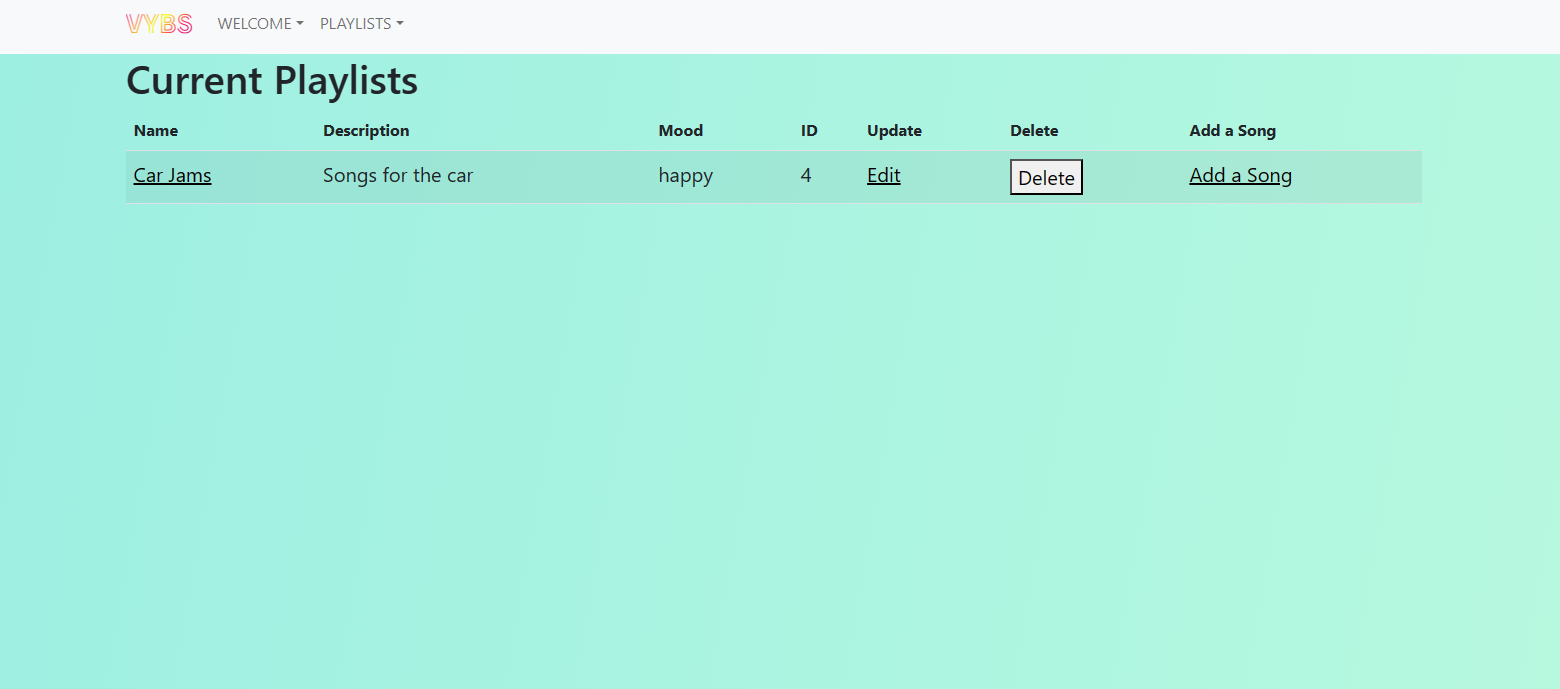 VYBS WELCOME PLAYLISTS
Current Playlists
Name Description Mood ID Update Delete Add a Song
Car Jams Songs for the car happy 4 Edit Delete Add a Song